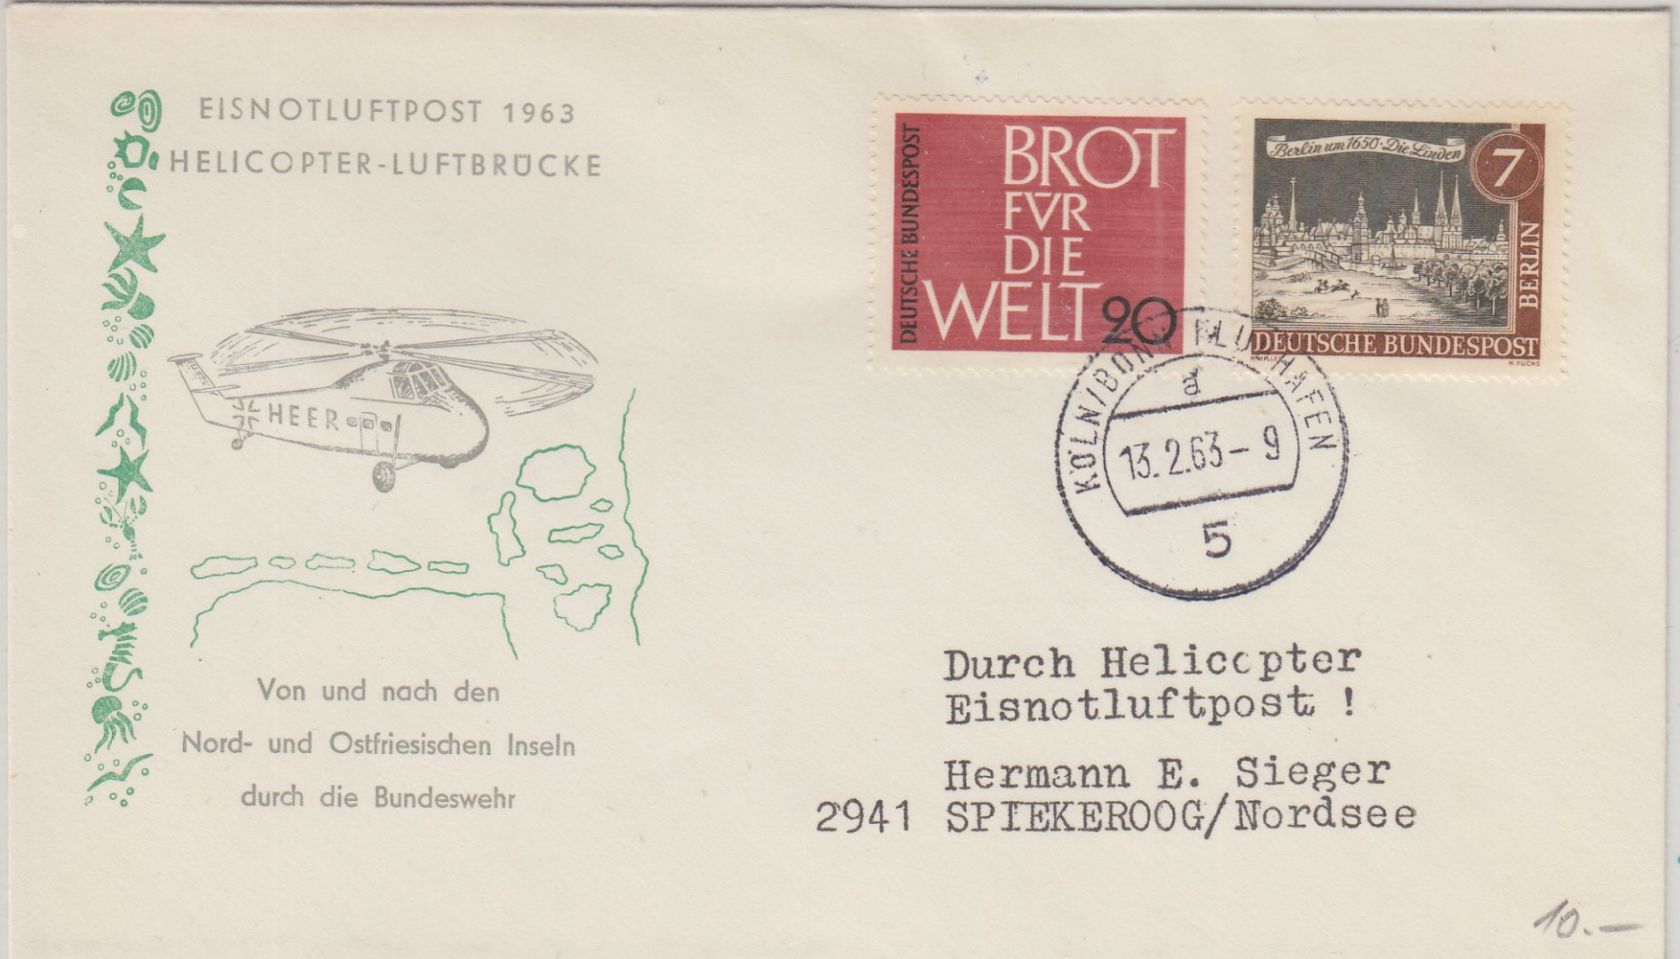 EISNOTLUFTPOST 1963
HELICOPTER-LUFTBRÜCKE
HEER
Von und nach den
Nord- und Ostfriesischen Inseln
durch die Bundeswehr
DEUTSCHE BUNDESPOST
BROT
FÜR
DIE
WELT
20
Berlin um 1650·Die Linden
7
BERLIN
DEUTSCHE BUNDESPOST
H. FUCHS
KÖLN/BONN FLUGHAFEN
a
13.2.63-9
5
Durch Helicopter
Eisnotluftpost !
Hermann E. Sieger
2941 SPIEKEROOG/Nordsee
10.-